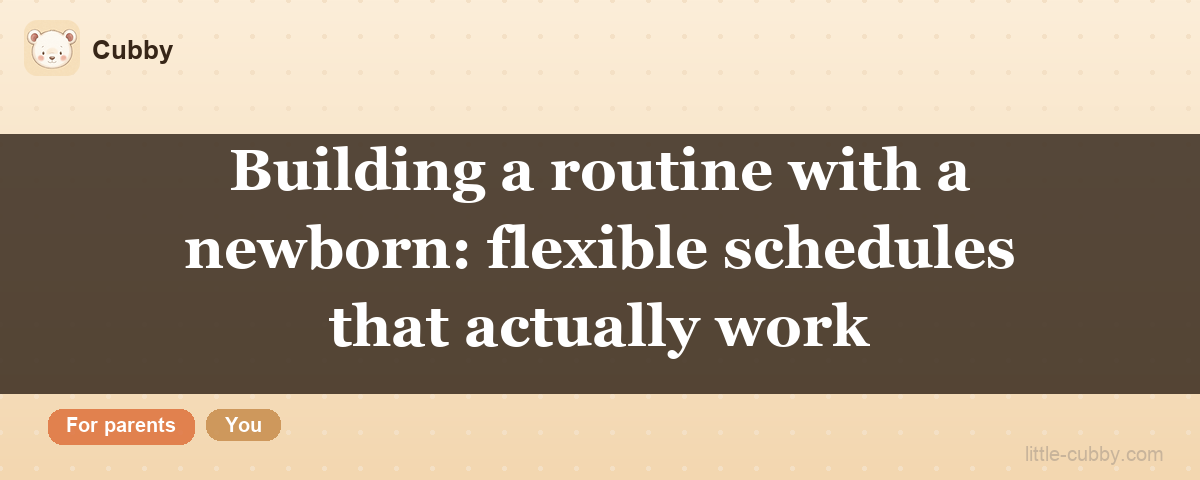 Cubby
Building a routine with a
newborn: flexible schedules
that actually work
For parents
You
little-cubby.com